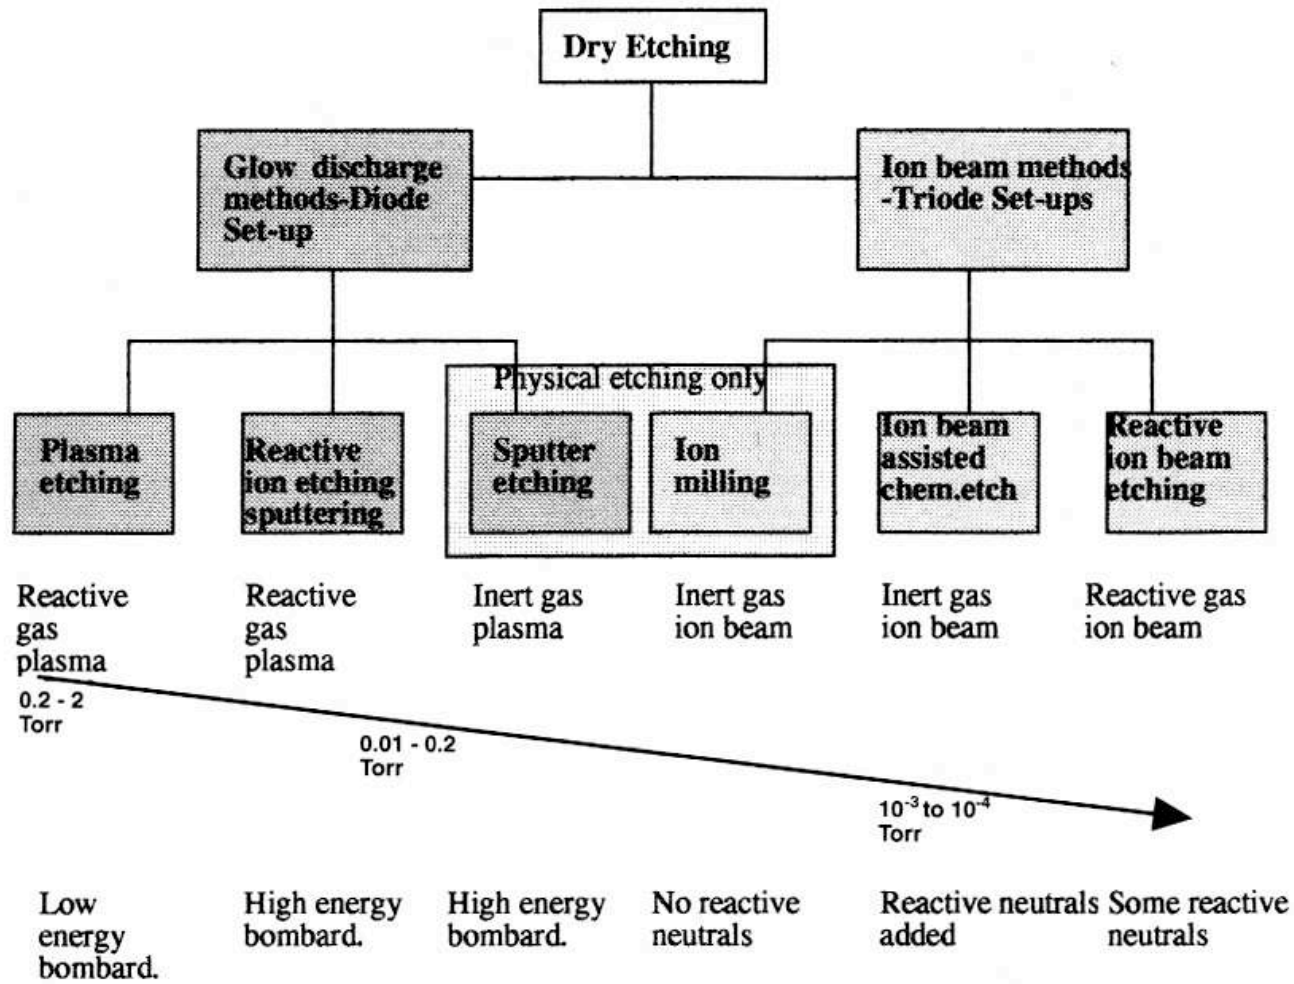 Dry Etching
Glow discharge
methods-Diode
Set-up
Ion beam methods
-Triode Set-ups
Physical etching only
Plasma
etching
Reactive
ion etching
sputtering
Sputter
etching
Ion
milling
Ion beam
assisted
chem.etch
Reactive
ion beam
etching
Reactive
gas
plasma
Reactive
gas
plasma
Inert gas
plasma
Inert gas
ion beam
Inert gas
ion beam
Reactive gas
ion beam
0.2 - 2
Torr
0.01 - 0.2
Torr
10⁻³ to 10⁻⁴
Torr
Low
energy
bombard.
High energy
bombard.
High energy
bombard.
No reactive
neutrals
Reactive neutrals
added
Some reactive
neutrals